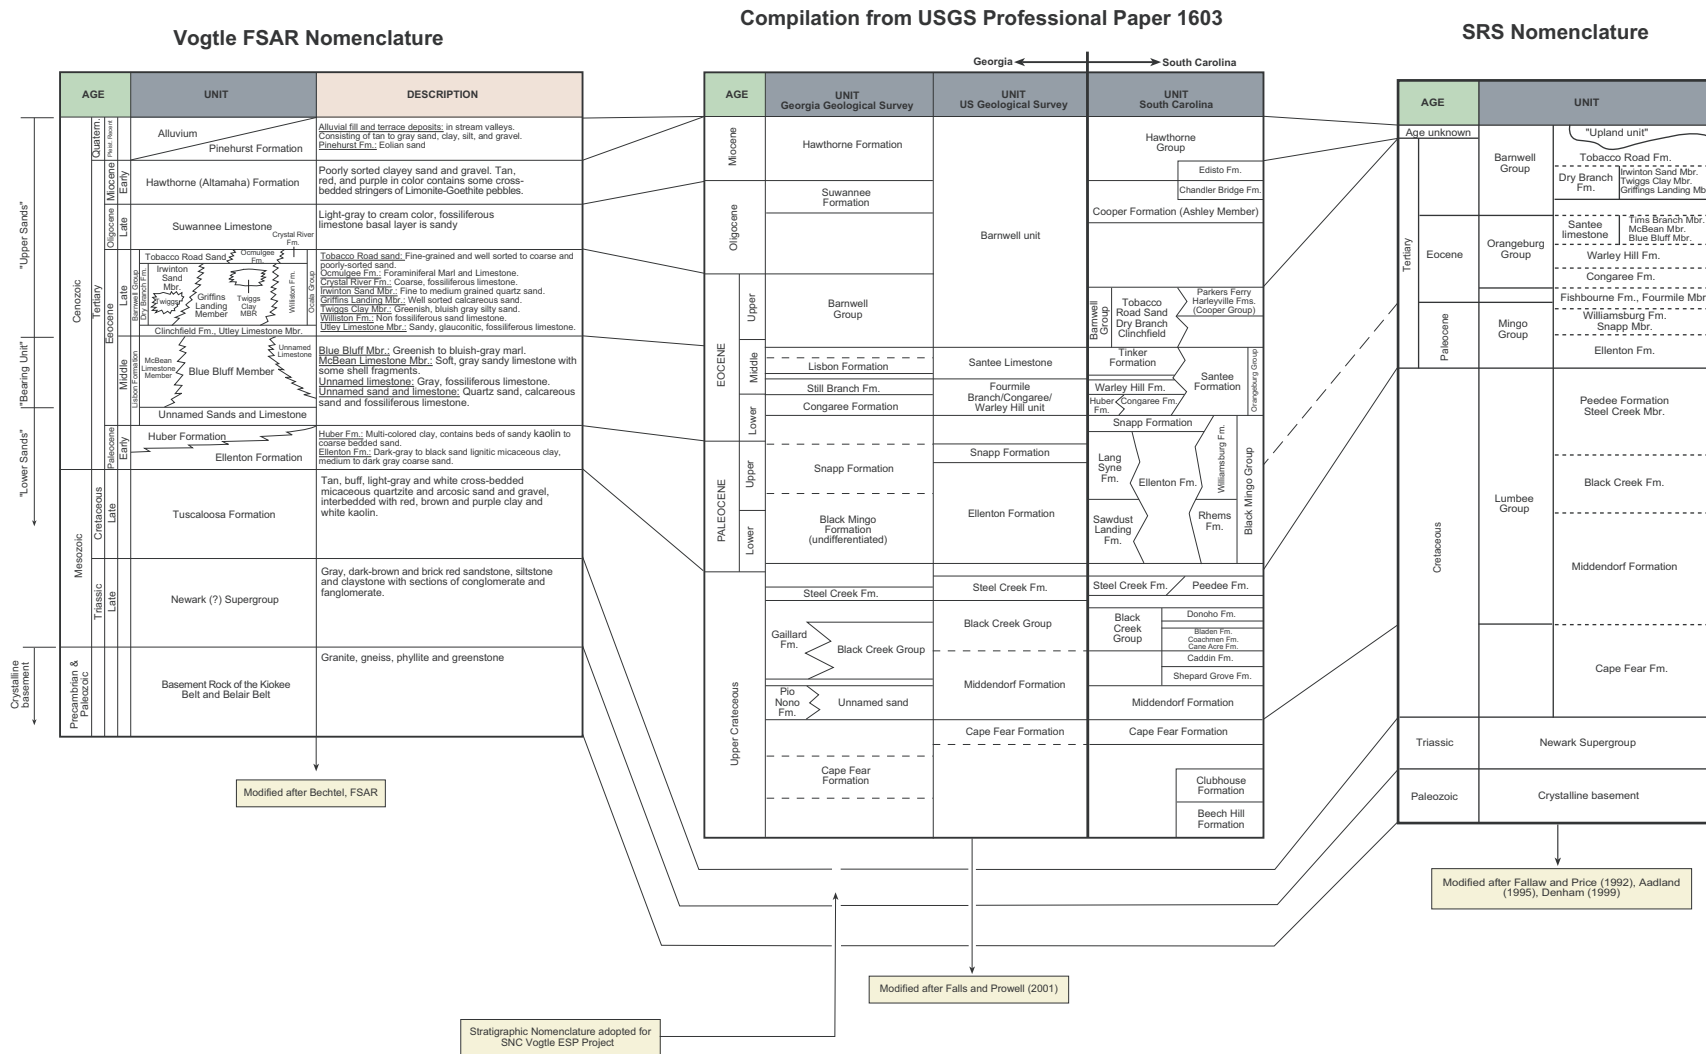 Compilation from USGS Professional Paper 1603
Vogtle FSAR Nomenclature
SRS Nomenclature
Georgia
South Carolina
AGE
UNIT
DESCRIPTION
"Upper Sands"
"Bearing Unit"
"Lower Sands"
Crystalline
basement
Cenozoic
Mesozoic
Precambrian &
Paleozoic
Quatern.
Tertiary
Cretaceous
Triassic
Pleist. Recent
Miocene
Early
Oligocene
Late
Eeocene
Late
Middle
Paleocene
Early
Late
Late
Alluvium
Pinehurst Formation
Alluvial fill and terrace deposits: in stream valleys.
Consisting of tan to gray sand, clay, silt, and gravel.
Pinehurst Fm.: Eolian sand
Hawthorne (Altamaha) Formation
Poorly sorted clayey sand and gravel. Tan,
red, and purple in color contains some cross-
bedded stringers of Limonite-Goethite pebbles.
Suwannee Limestone
Crystal River
Fm.
Light-gray to cream color, fossiliferous
limestone basal layer is sandy
Tobacco Road Sand
Ocmulgee
Fm.
Barnwell Group
Dry Branch Fm.
Irwinton
Sand
Mbr.
Twiggs
Griffins
Landing
Member
Twiggs
Clay
MBR
Williston Fm.
Ocala Group
Clinchfield Fm., Utley Limestone Mbr.
Tobacco Road sand: Fine-grained and well sorted to coarse and
poorly-sorted sand.
Ocmulgee Fm.: Foraminiferal Marl and Limestone.
Crystal River Fm.: Coarse, fossiliferous limestone.
Irwinton Sand Mbr.: Fine to medium grained quartz sand.
Griffins Landing Mbr.: Well sorted calcareous sand.
Twiggs Clay Mbr.: Greenish, bluish gray silty sand.
Williston Fm.: Non fossiliferous sand limestone.
Utley Limestone Mbr.: Sandy, glauconitic, fossiliferous limestone.
Lisbon Formation
McBean
Limestone
Member
Blue Bluff Member
Unnamed
Limestone
Unnamed Sands and Limestone
Blue Bluff Mbr.: Greenish to bluish-gray marl.
McBean Limestone Mbr.: Soft, gray sandy limestone with
some shell fragments.
Unnamed limestone: Gray, fossiliferous limestone.
Unnamed sand and limestone: Quartz sand, calcareous
sand and fossiliferous limestone.
Huber Formation
Ellenton Formation
Huber Fm.: Multi-colored clay, contains beds of sandy kaolin to
coarse bedded sand.
Ellenton Fm.: Dark-gray to black sand lignitic micaceous clay,
medium to dark gray coarse sand.
Tuscaloosa Formation
Tan, buff, light-gray and white cross-bedded
micaceous quartzite and arcosic sand and gravel,
interbedded with red, brown and purple clay and
white kaolin.
Newark (?) Supergroup
Gray, dark-brown and brick red sandstone, siltstone
and claystone with sections of conglomerate and
fanglomerate.
Basement Rock of the Kiokee
Belt and Belair Belt
Granite, gneiss, phyllite and greenstone
Modified after Bechtel, FSAR
AGE
UNIT
Georgia Geological Survey
UNIT
US Geological Survey
UNIT
South Carolina
Miocene
Oligocene
EOCENE
Upper
Middle
Lower
PALEOCENE
Upper
Lower
Upper Crateceous
Hawthorne Formation
Suwannee
Formation
Barnwell
Group
Lisbon Formation
Still Branch Fm.
Congaree Formation
Snapp Formation
Black Mingo
Formation
(undifferentiated)
Steel Creek Fm.
Gaillard
Fm.
Black Creek Group
Pio
Nono
Fm.
Unnamed sand
Cape Fear
Formation
Barnwell unit
Santee Limestone
Fourmile
Branch/Congaree/
Warley Hill unit
Snapp Formation
Ellenton Formation
Steel Creek Fm.
Black Creek Group
Middendorf Formation
Cape Fear Formation
Hawthorne
Group
Edisto Fm.
Chandler Bridge Fm.
Cooper Formation (Ashley Member)
Barnwell
Group
Tobacco
Road Sand
Dry Branch
Clinchfield
Parkers Ferry
Harleyville Fms.
(Cooper Group)
Tinker
Formation
Santee
Formation
Orangeburg Group
Warley Hill Fm.
Huber
Fm.
Congaree Fm.
Snapp Formation
Lang
Syne
Fm.
Ellenton Fm.
Williamsburg Fm.
Black Mingo Group
Sawdust
Landing
Fm.
Rhems
Fm.
Steel Creek Fm.
Peedee Fm.
Black
Creek
Group
Donoho Fm.
Bladen Fm.
Coachmen Fm.
Cane Acre Fm.
Caddin Fm.
Shepard Grove Fm.
Middendorf Formation
Cape Fear Formation
Clubhouse
Formation
Beech Hill
Formation
Modified after Falls and Prowell (2001)
Stratigraphic Nomenclature adopted for
SNC Vogtle ESP Project
AGE
UNIT
Age unknown
Tertiary
Eocene
Paleocene
Cretaceous
Barnwell
Group
"Upland unit"
Tobacco Road Fm.
Dry Branch
Fm.
Irwinton Sand Mbr.
Twiggs Clay Mbr.
Griffings Landing Mb
Orangeburg
Group
Santee
limestone
Tims Branch Mbr.
McBean Mbr.
Blue Bluff Mbr.
Warley Hill Fm.
Congaree Fm.
Fishbourne Fm., Fourmile Mbr
Mingo
Group
Williamsburg Fm.
Snapp Mbr.
Ellenton Fm.
Lumbee
Group
Peedee Formation
Steel Creek Mbr.
Black Creek Fm.
Middendorf Formation
Cape Fear Fm.
Triassic
Newark Supergroup
Paleozoic
Crystalline basement
Modified after Fallaw and Price (1992), Aadland
(1995), Denham (1999)